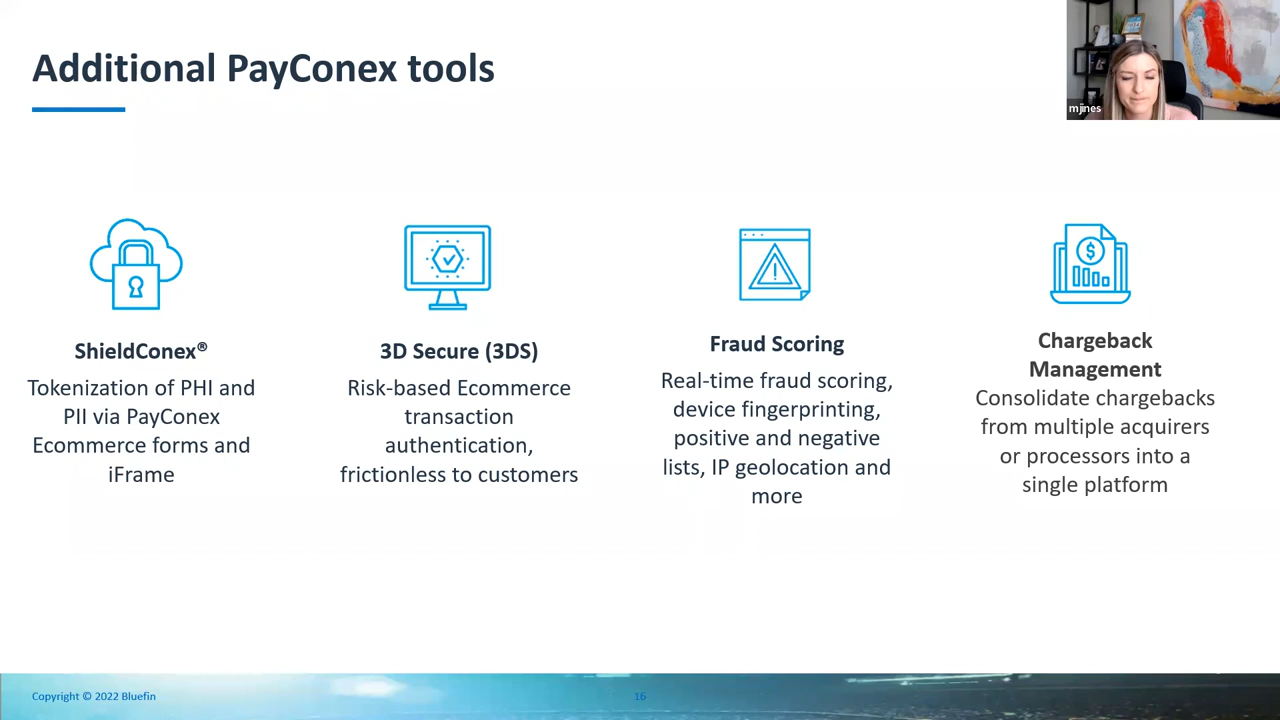 Additional PayConex tools
mjines
ShieldConex®
Tokenization of PHI and
PII via PayConex
Ecommerce forms and
iFrame
3D Secure (3DS)
Risk-based Ecommerce
transaction
authentication,
frictionless to customers
Fraud Scoring
Real-time fraud scoring,
device fingerprinting,
positive and negative
lists, IP geolocation and
more
Chargeback
Management
Consolidate chargebacks
from multiple acquirers
or processors into a
single platform
Copyright © 2022 Bluefin
16